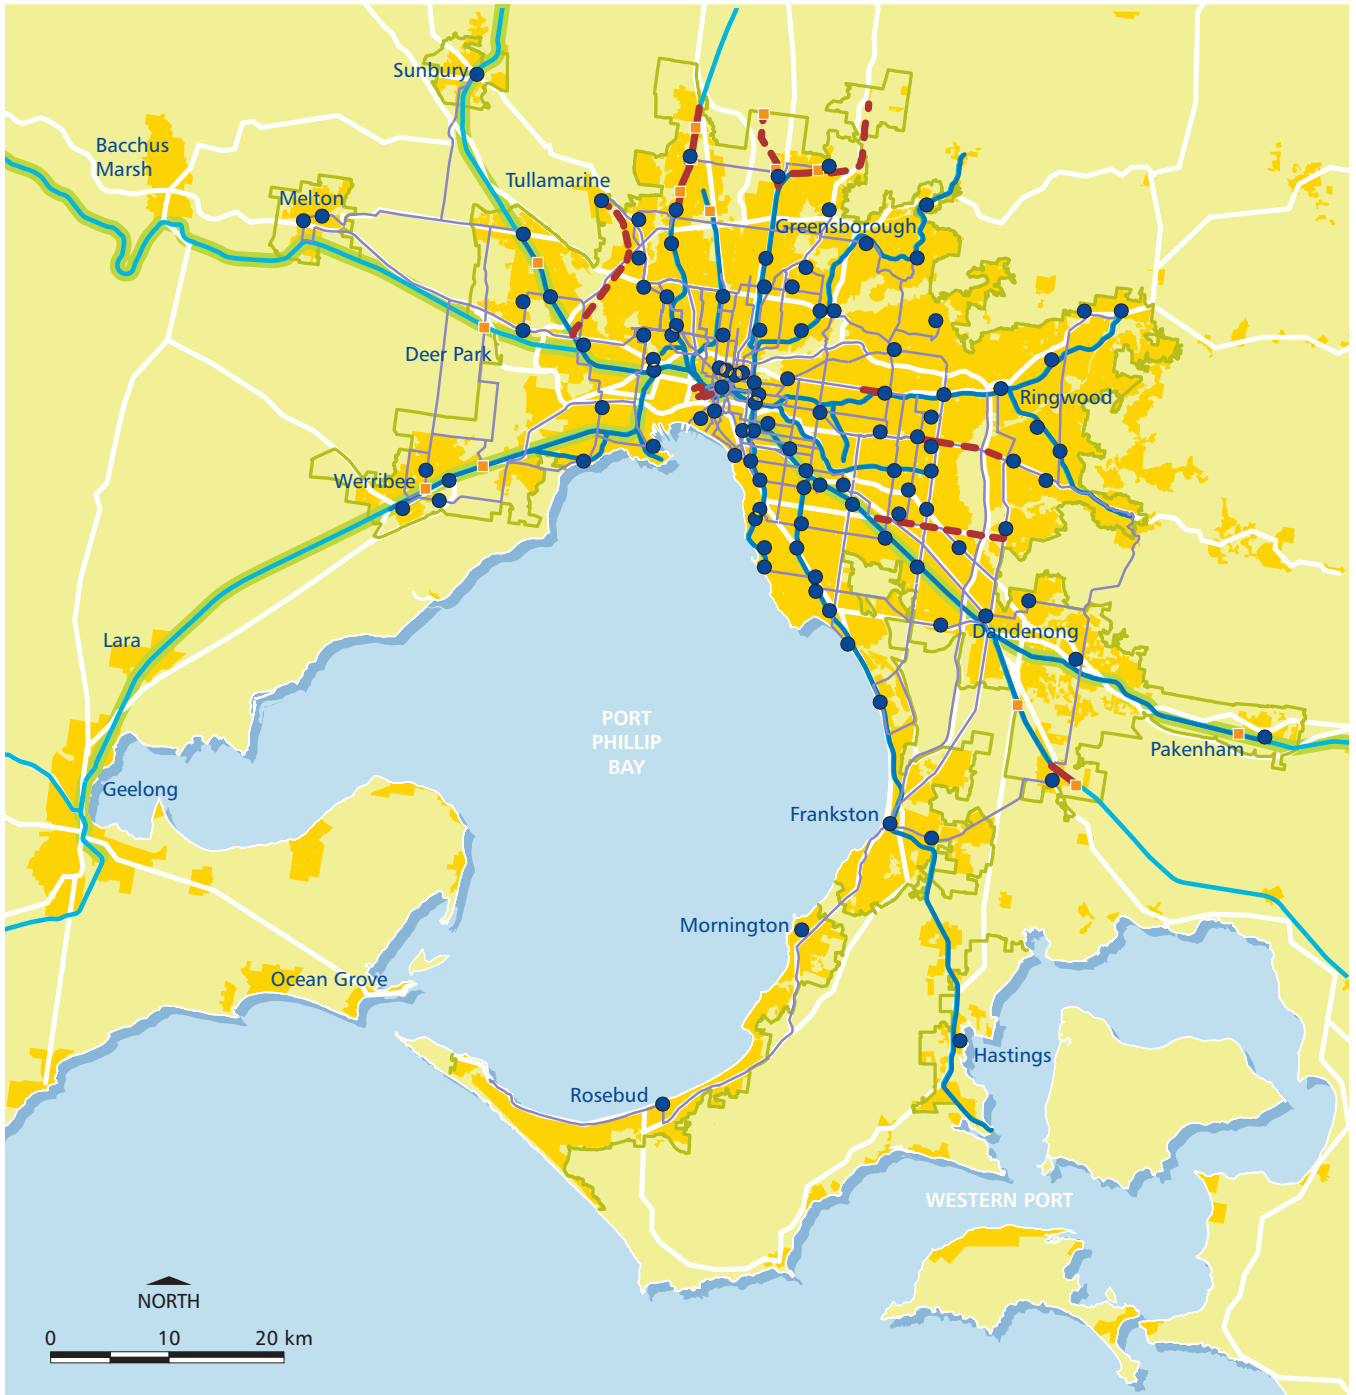 Sunbury
Bacchus
Marsh
Tullamarine
Melton
Greensborough
Deer Park
Ringwood
Werribee
Dandenong
Lara
PORT
PHILLIP
BAY
Pakenham
Geelong
Frankston
Mornington
Ocean Grove
Hastings
Rosebud
WESTERN PORT
NORTH
0 10 20 km